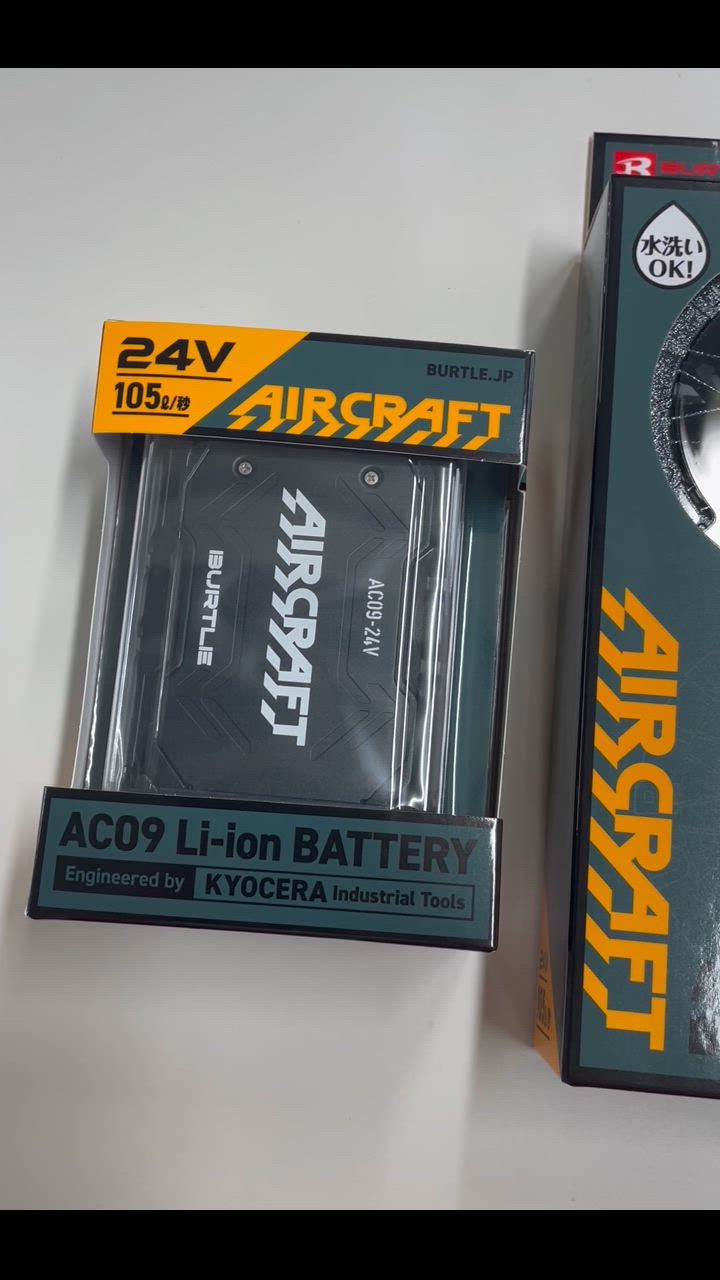 24V
105ℓ/秒
BURTLE.JP
AIRCRAFT
BURTLE
AIRCRAFT
AC09-24V
AC09 Li-ion BATTERY
Engineered by KYOCERA Industrial Tools
水洗い
OK!
AIRCRAFT